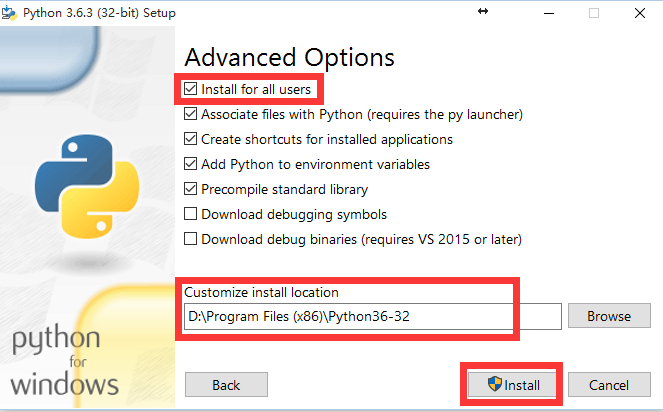 Python 3.6.3 (32-bit) Setup
Advanced Options
Install for all users
Associate files with Python (requires the py launcher)
Create shortcuts for installed applications
Add Python to environment variables
Precompile standard library
Download debugging symbols
Download debug binaries (requires VS 2015 or later)
Customize install location
D:\Program Files (x86)\Python36-32
Browse
python
for
windows
Back
Install
Cancel